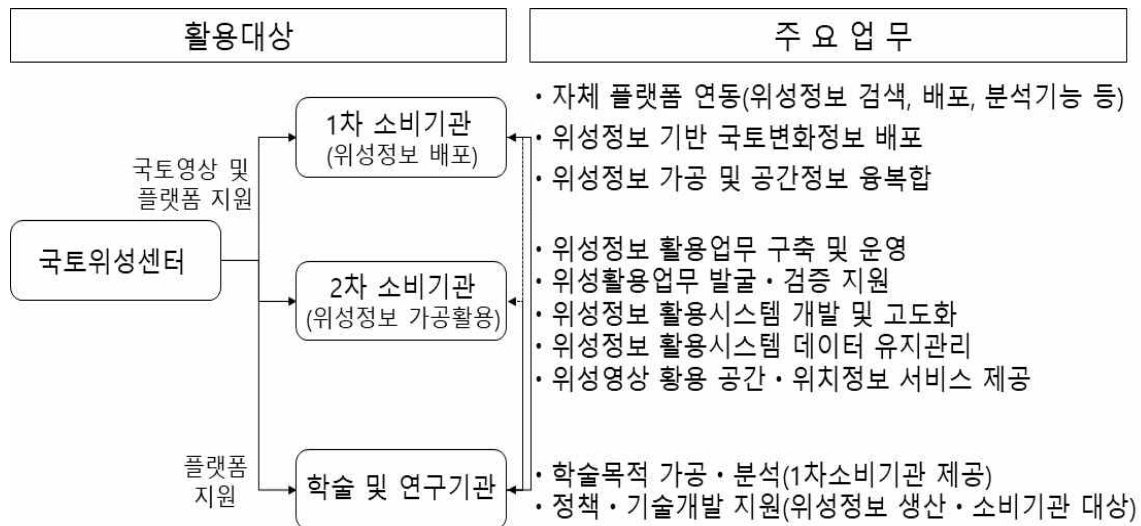 활용대상
주요업무
1차 소비기관
(위성정보 배포)
• 자체 플랫폼 연동(위성정보 검색, 배포, 분석기능 등)
• 위성정보 기반 국토변화정보 배포
• 위성정보 가공 및 공간정보 융복합
국토영상 및
플랫폼 지원
국토위성센터
2차 소비기관
(위성정보 가공활용)
• 위성정보 활용업무 구축 및 운영
• 위성활용업무 발굴・검증 지원
• 위성정보 활용시스템 개발 및 고도화
• 위성정보 활용시스템 데이터 유지관리
• 위성영상 황용 공간・위치정보 서비스 제공
플랫폼
지원
학술 및 연구기관
• 학술목적 가공・분석(1차소비기관 제공)
• 정책・기술개발 지원(위성정보 생산・소비기관 대상)